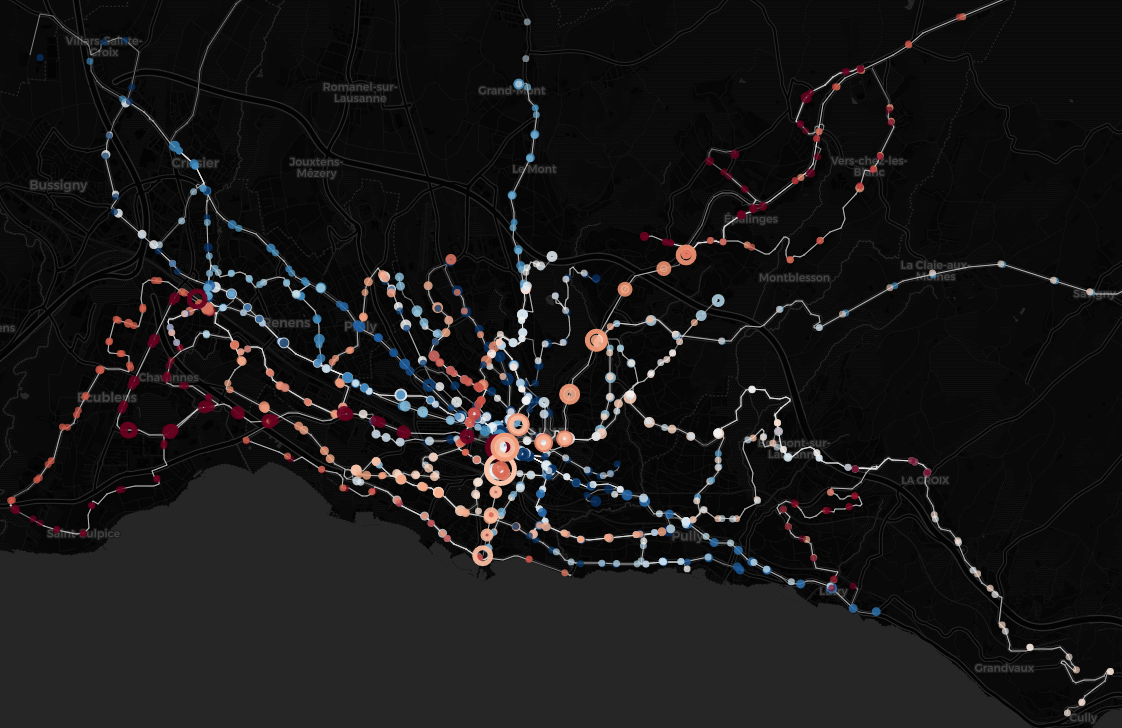 Villars-Sainte-
Croix
Romanel-sur-
Lausanne
Grand-Mont
Crissier
Jouxtens-
Mézery
Le Mont
Vers-chez-les-
Blanc
Bussigny
Épalinges
La Claie-aux-
Moines
Montblesson
Savigny
ens
Renens
Prilly
Chavannes
Ecublens
Belmont-sur-
Lausanne
LA CROIX
Saint-Sulpice
Pully
Lutry
Grandvaux
Cully